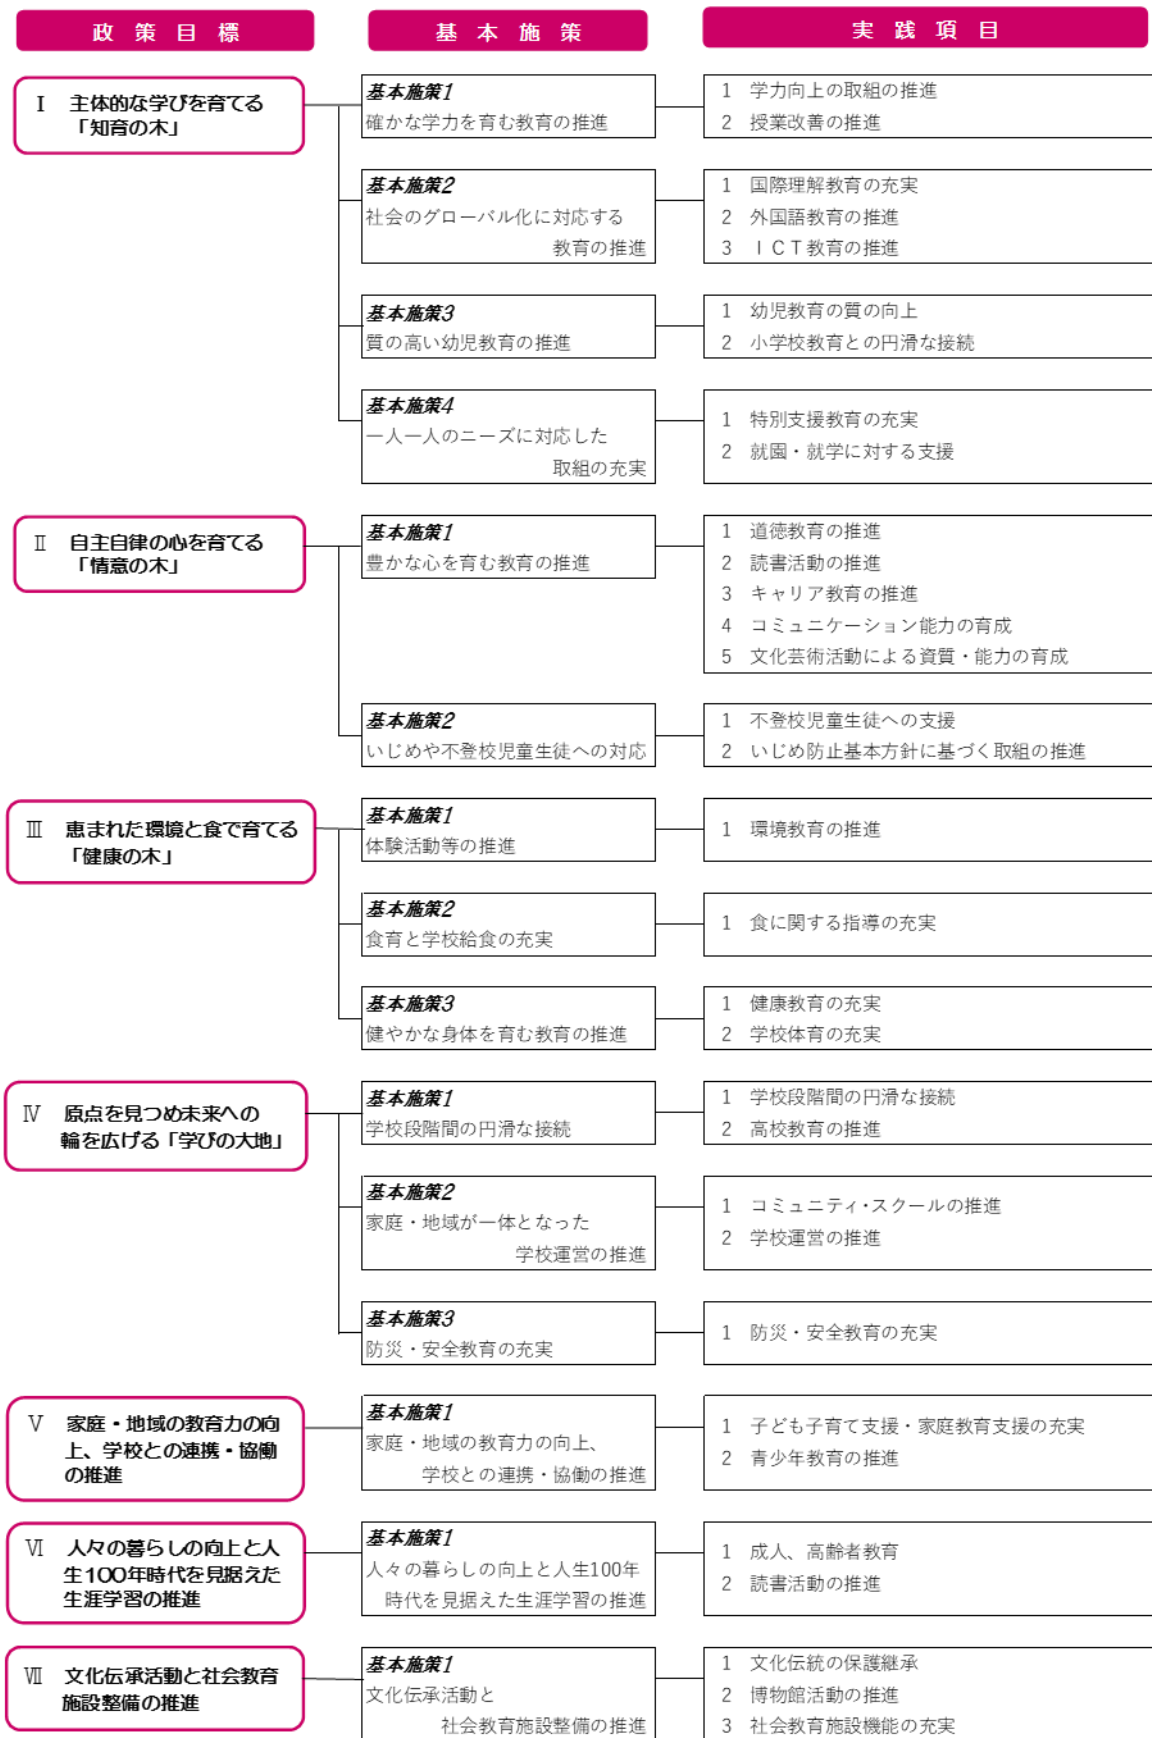 政策目標
基本施策
実践項目
Ⅰ 主体的な学びを育てる
「知育の木」
基本施策1
確かな学力を育む教育の推進
1 学力向上の取組の推進
2 授業改善の推進
基本施策2
社会のグローバル化に対応する
教育の推進
1 国際理解教育の充実
2 外国語教育の推進
3 ＩＣＴ教育の推進
基本施策3
質の高い幼児教育の推進
1 幼児教育の質の向上
2 小学校教育との円滑な接続
基本施策4
一人一人のニーズに対応した
取組の充実
1 特別支援教育の充実
2 就園・就学に対する支援
Ⅱ 自主自律の心を育てる
「情意の木」
基本施策1
豊かな心を育む教育の推進
1 道徳教育の推進
2 読書活動の推進
3 キャリア教育の推進
4 コミュニケーション能力の育成
5 文化芸術活動による資質・能力の育成
基本施策2
いじめや不登校児童生徒への対応
1 不登校児童生徒への支援
2 いじめ防止基本方針に基づく取組の推進
Ⅲ 恵まれた環境と食で育てる
「健康の木」
基本施策1
体験活動等の推進
1 環境教育の推進
基本施策2
食育と学校給食の充実
1 食に関する指導の充実
基本施策3
健やかな身体を育む教育の推進
1 健康教育の充実
2 学校体育の充実
Ⅳ 原点を見つめ未来への
輪を広げる「学びの大地」
基本施策1
学校段階間の円滑な接続
1 学校段階間の円滑な接続
2 高校教育の推進
基本施策2
家庭・地域が一体となった
学校運営の推進
1 コミュニティ・スクールの推進
2 学校運営の推進
基本施策3
防災・安全教育の充実
1 防災・安全教育の充実
Ⅴ 家庭・地域の教育力の向
上、学校との連携・協働
の推進
基本施策1
家庭・地域の教育力の向上、
学校との連携・協働の推進
1 子ども子育て支援・家庭教育支援の充実
2 青少年教育の推進
Ⅵ 人々の暮らしの向上と人
生100年時代を見据えた
生涯学習の推進
基本施策1
人々の暮らしの向上と人生100年
時代を見据えた生涯学習の推進
1 成人、高齢者教育
2 読書活動の推進
Ⅶ 文化伝承活動と社会教育
施設整備の推進
基本施策1
文化伝承活動と
社会教育施設整備の推進
1 文化伝統の保護継承
2 博物館活動の推進
3 社会教育施設機能の充実